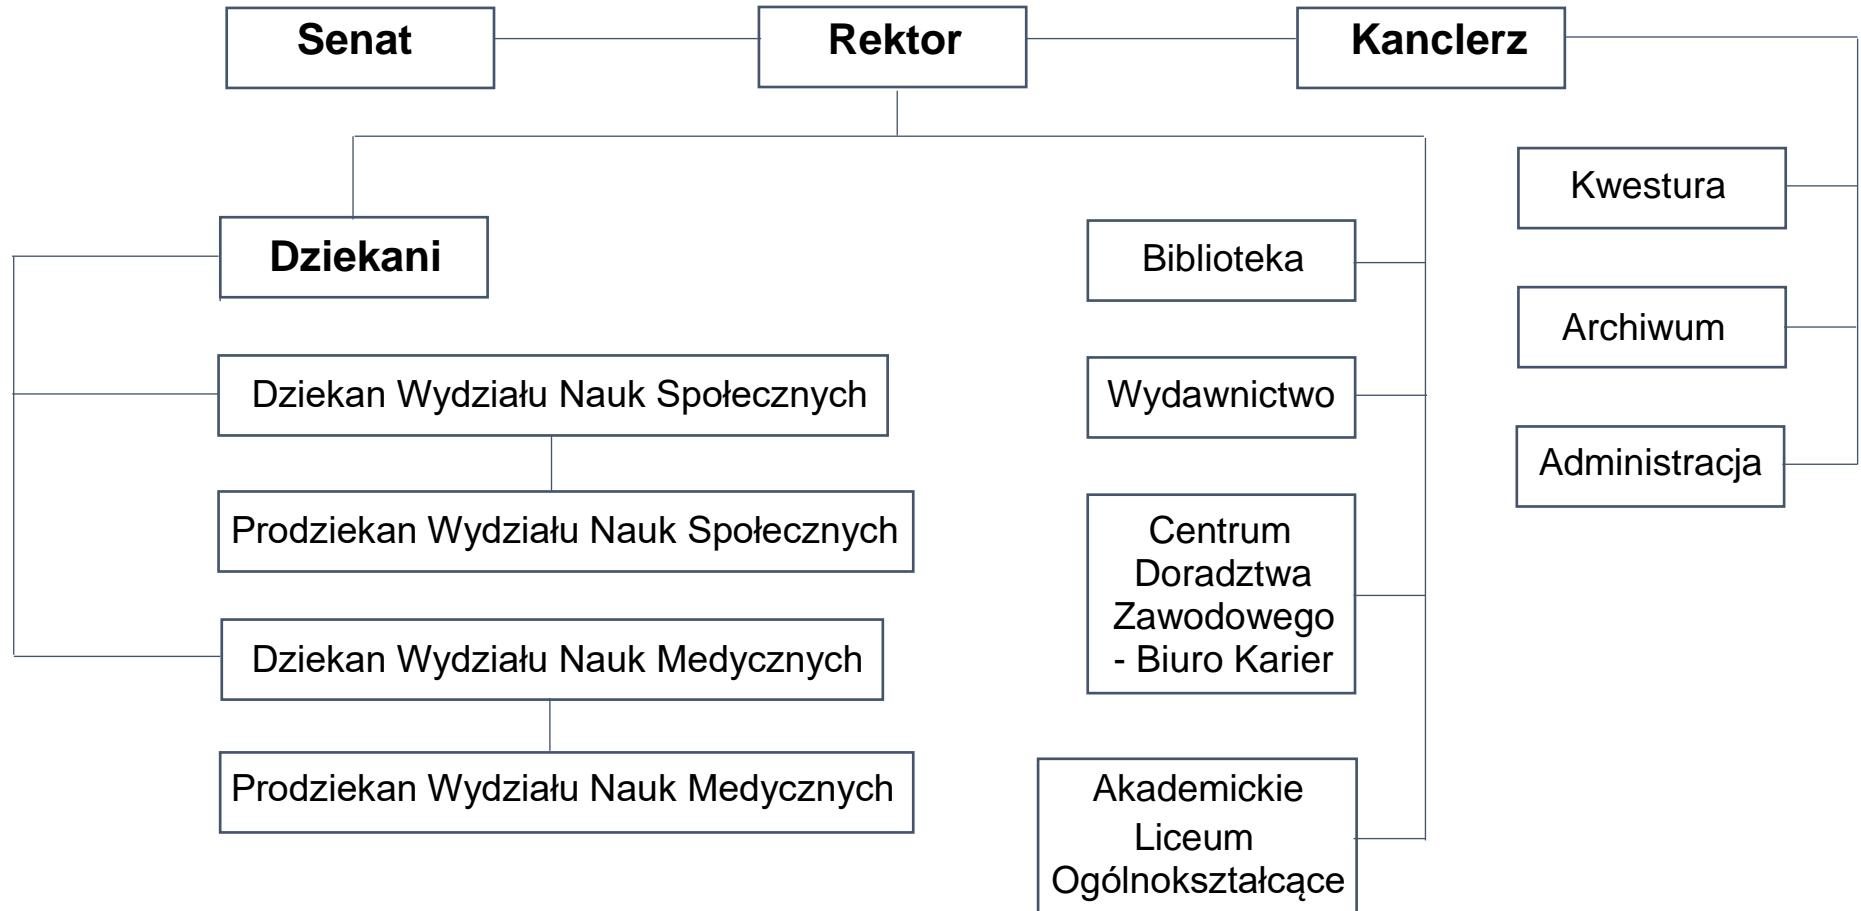 Senat
Rektor
Kanclerz
Kwestura
Dziekani
Biblioteka
Archiwum
Dziekan Wydziału Nauk Społecznych
Wydawnictwo
Administracja
Prodziekan Wydziału Nauk Społecznych
Centrum
Doradztwa
Zawodowego
- Biuro Karier
Dziekan Wydziału Nauk Medycznych
Prodziekan Wydziału Nauk Medycznych
Akademickie
Liceum
Ogólnokształcące